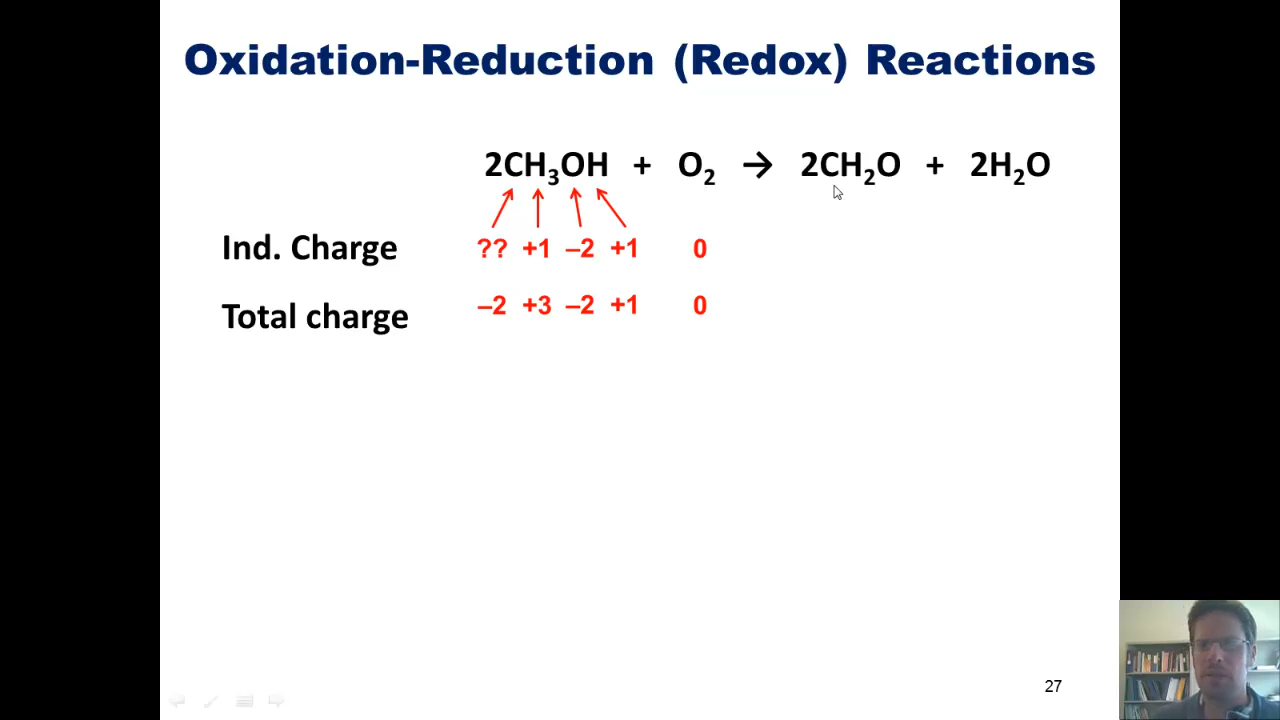 Oxidation-Reduction (Redox) Reactions
2CH₃OH + O₂ → 2CH₂O + 2H₂O
Ind. Charge ?? +1 –2 +1 0
Total charge –2 +3 –2 +1 0
27